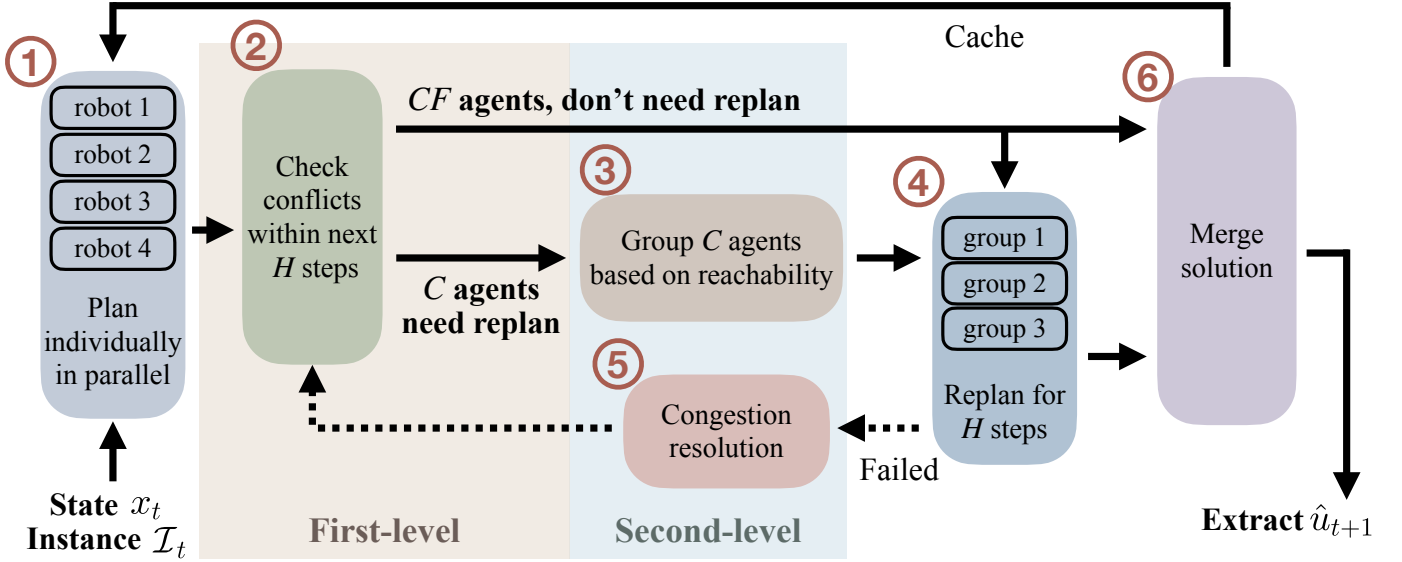 Cache
1
robot 1
robot 2
robot 3
robot 4
Plan
individually
in parallel
State x_t
Instance \mathcal{I}_t
2
Check
conflicts
within next
H steps
CF agents, don't need replan
C agents
need replan
First-level
3
Group C agents
based on reachability
5
Congestion
resolution
Second-level
4
group 1
group 2
group 3
Replan for
H steps
Failed
6
Merge
solution
Extract û_{t+1}